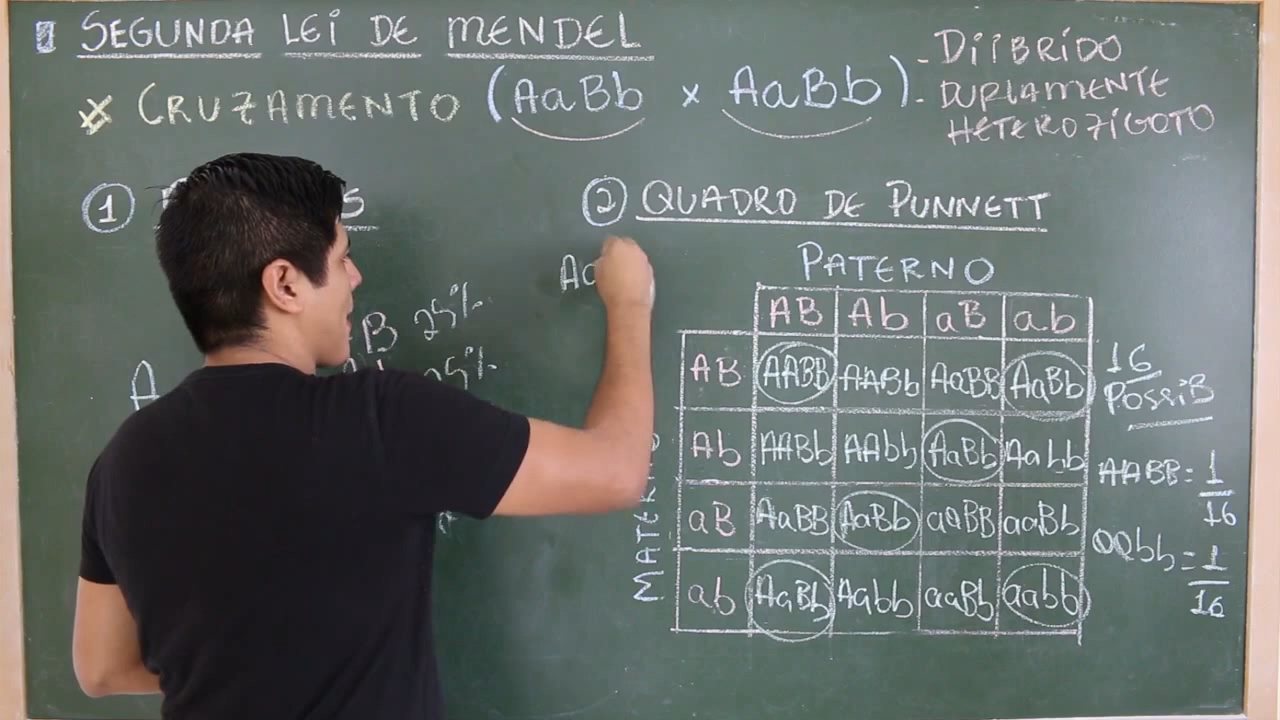 SEGUNDA LEI DE MENDEL
CRUZAMENTO (AaBb x AaBb)
- DIIBRIDO
- DUPLAMENTE
HETEROZIGOTO
1
S
2 QUADRO DE PUNNETT
A
B 25%
25%
PATERNO
AB Ab aB ab
AB AABB AABb AaBB AaBb
Ab AABb AAbb AaBb Aabb
aB AaBB AaBb aaBB aaBb
ab AaBb Aabb aaBb aabb
16
POSSIB
AABB = 1/16
aabb = 1/16